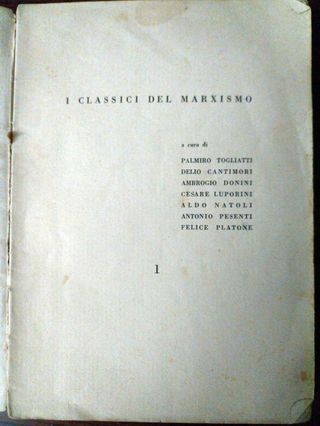 I CLASSICI DEL MARXISMO
a cura di
PALMIRO TOGLIATTI
DELIO CANTIMORI
AMBROGIO DONINI
CESARE LUPORINI
ALDO NATOLI
ANTONIO PESENTI
FELICE PLATONE
1